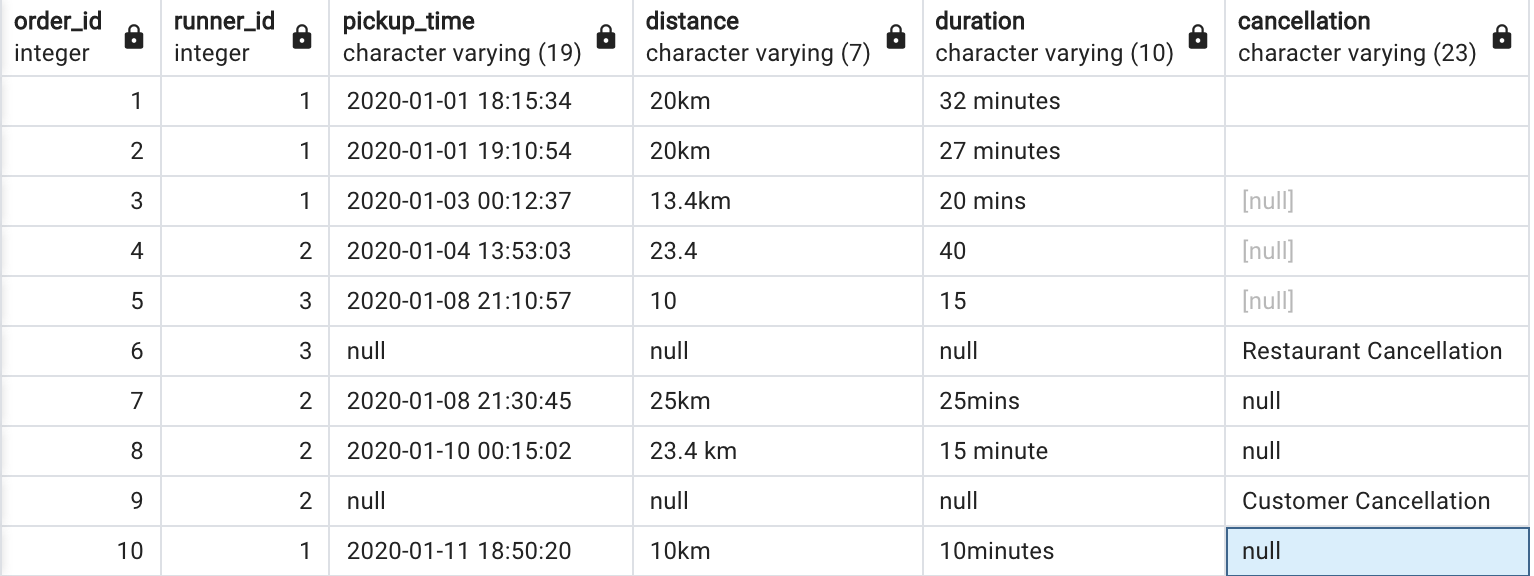 order_id runner_id pickup_time distance duration cancellation
integer integer character varying (19) character varying (7) character varying (10) character varying (23)
1 1 2020-01-01 18:15:34 20km 32 minutes
2 1 2020-01-01 19:10:54 20km 27 minutes
3 1 2020-01-03 00:12:37 13.4km 20 mins [null]
4 2 2020-01-04 13:53:03 23.4 40 [null]
5 3 2020-01-08 21:10:57 10 15 [null]
6 3 null null null Restaurant Cancellation
7 2 2020-01-08 21:30:45 25km 25mins null
8 2 2020-01-10 00:15:02 23.4 km 15 minute null
9 2 null null null Customer Cancellation
10 1 2020-01-11 18:50:20 10km 10minutes null